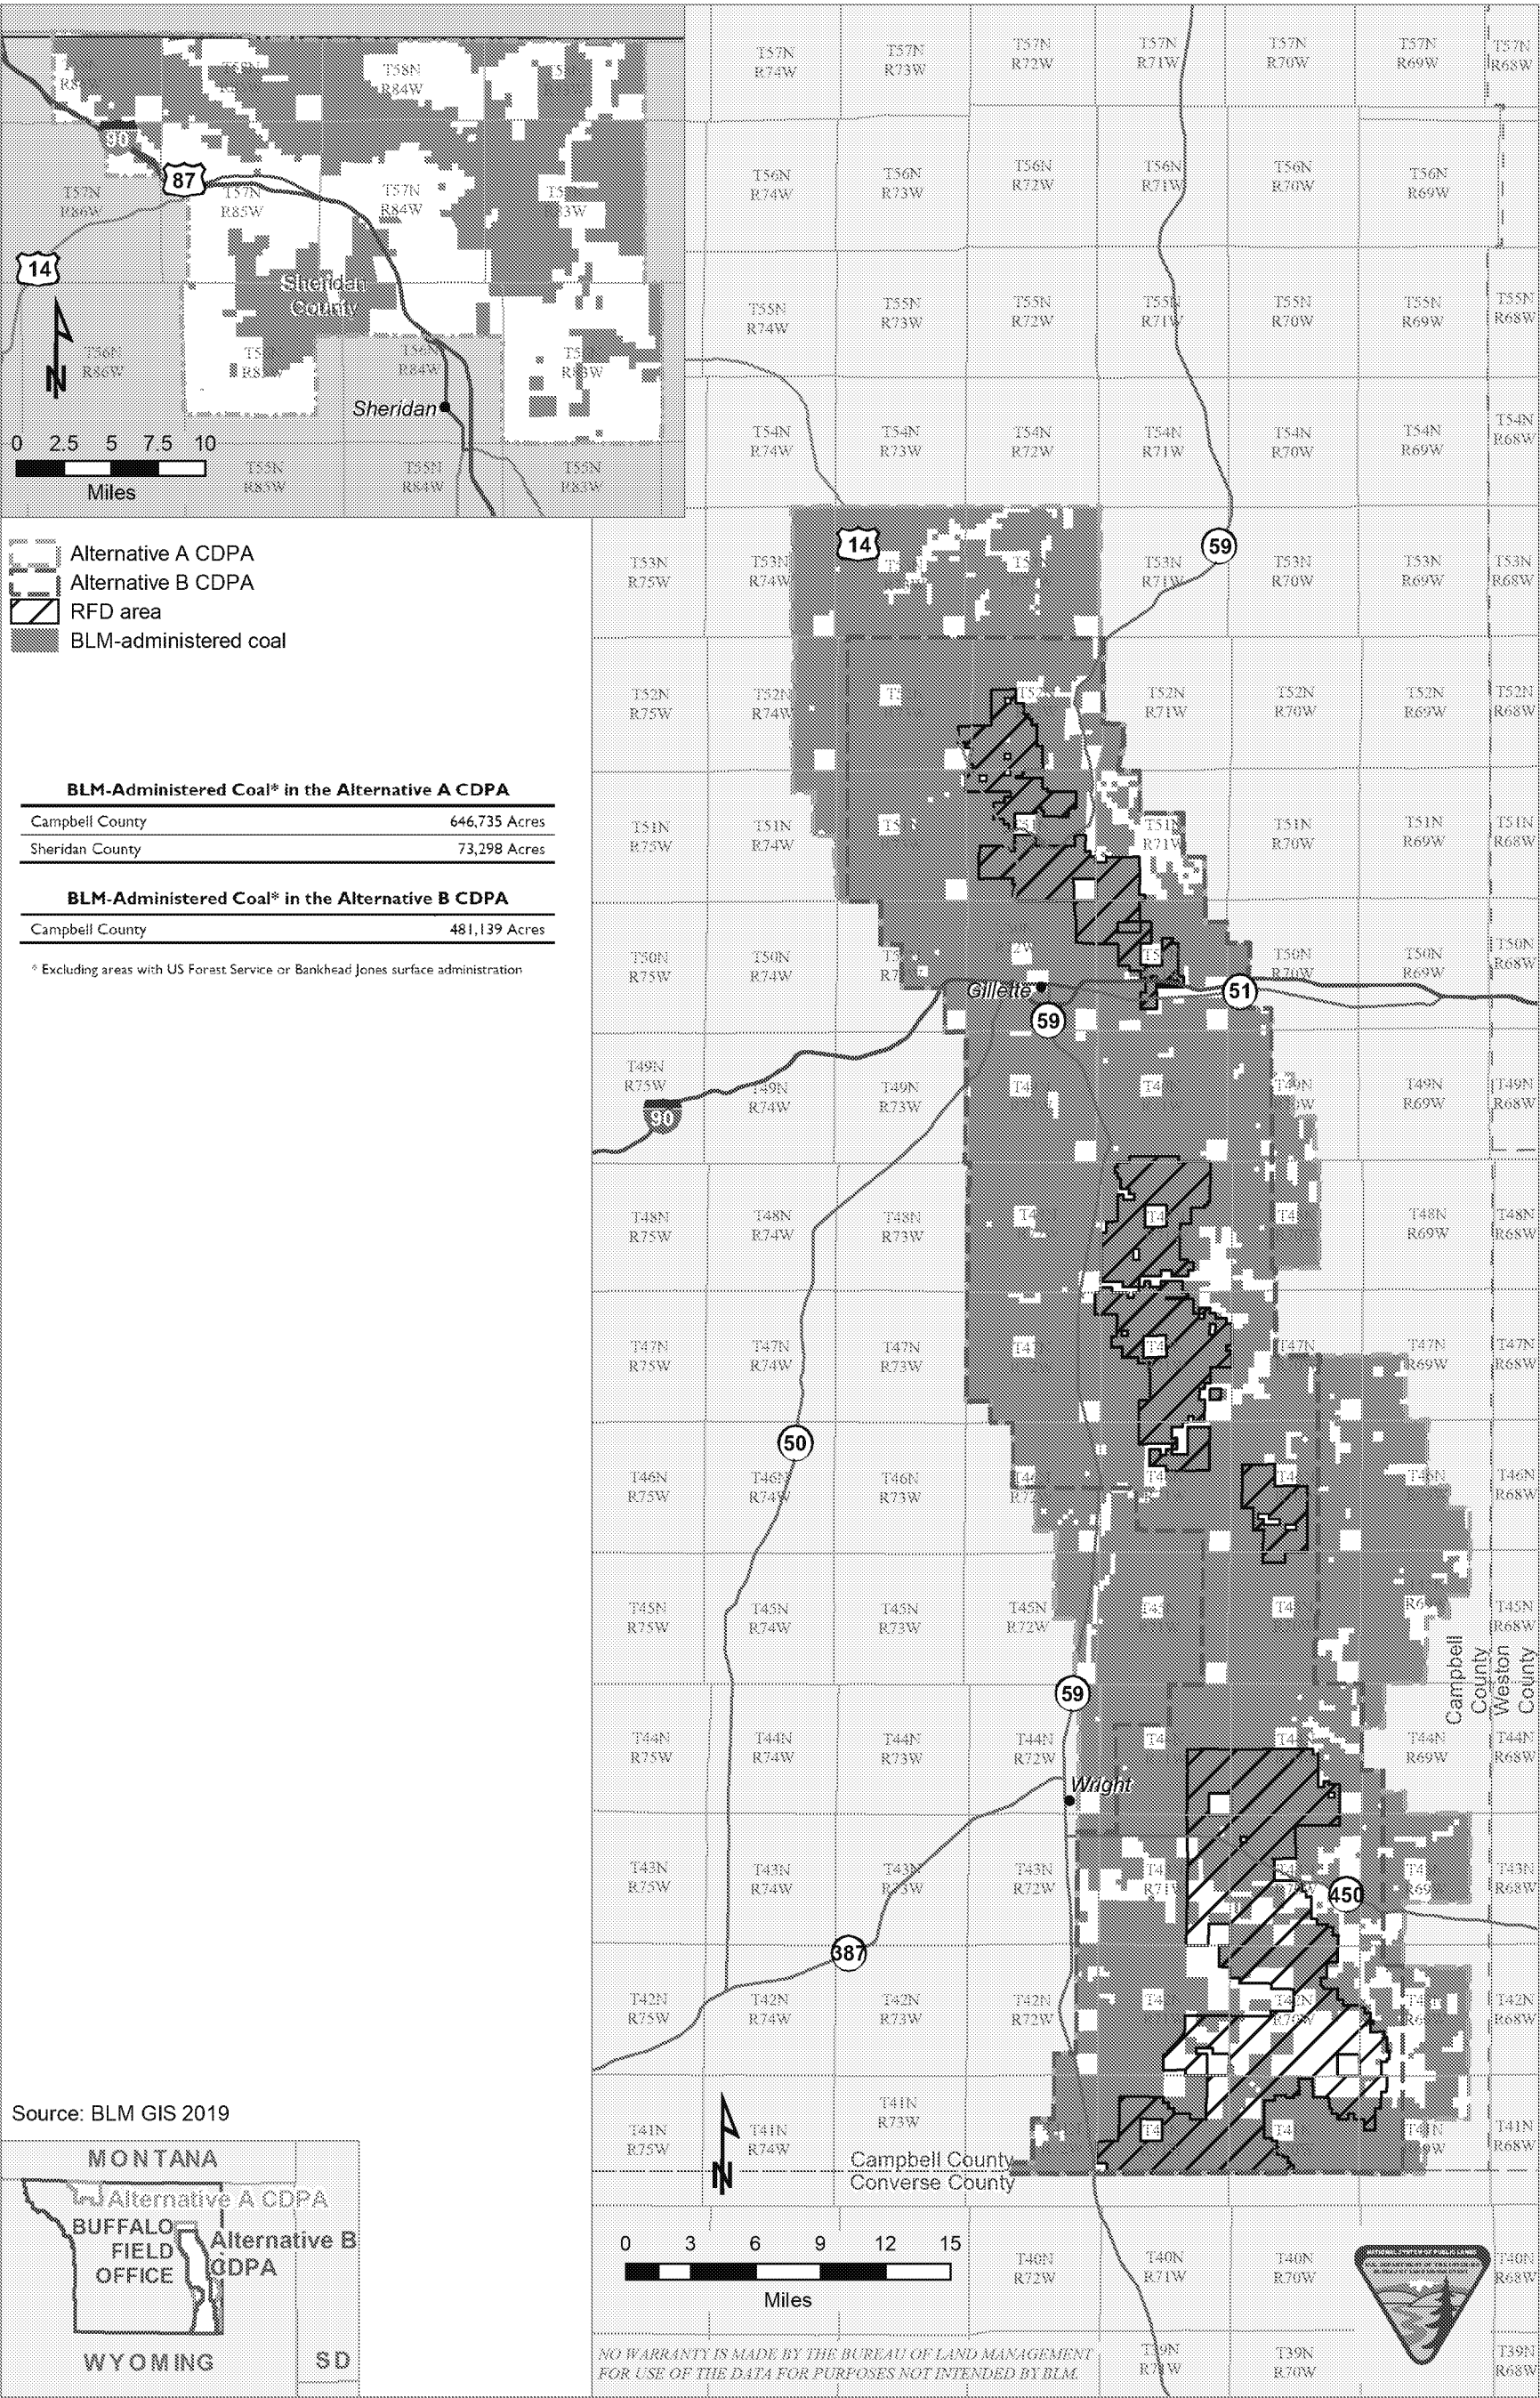 T58N
R84W
90
87
T57N
R86W
T57N
R85W
T57N
R84W
14
Sheridan
County
T56N
R86W
T56N
R84W
Sheridan
0 2.5 5 7.5 10
Miles
T55N
R85W
T55N
R84W
T55N
R83W
Alternative A CDPA
Alternative B CDPA
RFD area
BLM-administered coal
BLM-Administered Coal* in the Alternative A CDPA
Campbell County 646,735 Acres
Sheridan County 73,298 Acres
BLM-Administered Coal* in the Alternative B CDPA
Campbell County 481,139 Acres
* Excluding areas with US Forest Service or Bankhead Jones surface administration
T57N T57N T57N T57N T57N T57N T57N
R74W R73W R72W R71W R70W R69W R68W
T56N T56N T56N T56N T56N T56N
R74W R73W R72W R71W R70W R69W
T55N T55N T55N T55N T55N T55N T55N
R74W R73W R72W R71W R70W R69W R68W
T54N T54N T54N T54N T54N T54N T54N
R74W R73W R72W R71W R70W R69W R68W
14
59
T53N T53N T53N T53N T53N T53N
R75W R74W R71W R70W R69W R68W
T52N T52N T52N T52N T52N T52N
R75W R74W R71W R70W R69W R68W
T51N T51N T51N T51N T51N T51N
R75W R74W R71W R70W R69W R68W
T50N T50N T50N T50N T50N
R75W R74W R70W R69W R68W
Gillette
51
59
T49N T49N T49N T49N T49N T49N
R75W R74W R73W R69W R68W
90
T48N T48N T48N T48N T48N
R75W R74W R73W R69W R68W
T47N T47N T47N T47N T47N T47N
R75W R74W R73W R69W R68W
50
T46N T46N T46N T46N T46N
R75W R74W R73W R68W
T45N T45N T45N T45N T45N
R75W R74W R73W R72W R68W
Campbell
County
Weston
County
59
T44N T44N T44N T44N T44N T44N
R75W R74W R73W R72W R69W R68W
Wright
T43N T43N T43N T43N T43N
R75W R74W R73W R72W R68W
450
387
T42N T42N T42N T42N T42N T42N
R75W R74W R73W R72W R70W R68W
T41N T41N T41N T41N
R75W R74W R73W R68W
N
Campbell County
Converse County
0 3 6 9 12 15
Miles
T40N T40N T40N T40N
R72W R71W R70W R68W
T39N T39N T39N
R71W R70W R68W
NO WARRANTY IS MADE BY THE BUREAU OF LAND MANAGEMENT
FOR USE OF THE DATA FOR PURPOSES NOT INTENDED BY BLM.
Source: BLM GIS 2019
MONTANA
Alternative A CDPA
BUFFALO
FIELD
OFFICE
Alternative B
CDPA
WYOMING
SD